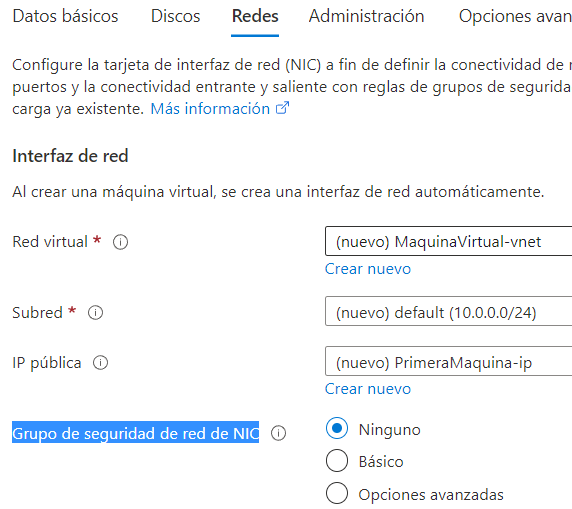 Datos básicos Discos Redes Administración Opciones avan
Configure la tarjeta de interfaz de red (NIC) a fin de definir la conectividad de r
puertos y la conectividad entrante y saliente con reglas de grupos de segurida
carga ya existente. Más información
Interfaz de red
Al crear una máquina virtual, se crea una interfaz de red automáticamente.
Red virtual * (nuevo) MaquinaVirtual-vnet
Crear nuevo
Subred * (nuevo) default (10.0.0.0/24)
IP pública (nuevo) PrimeraMaquina-ip
Crear nuevo
Grupo de seguridad de red de NIC Ninguno
Básico
Opciones avanzadas